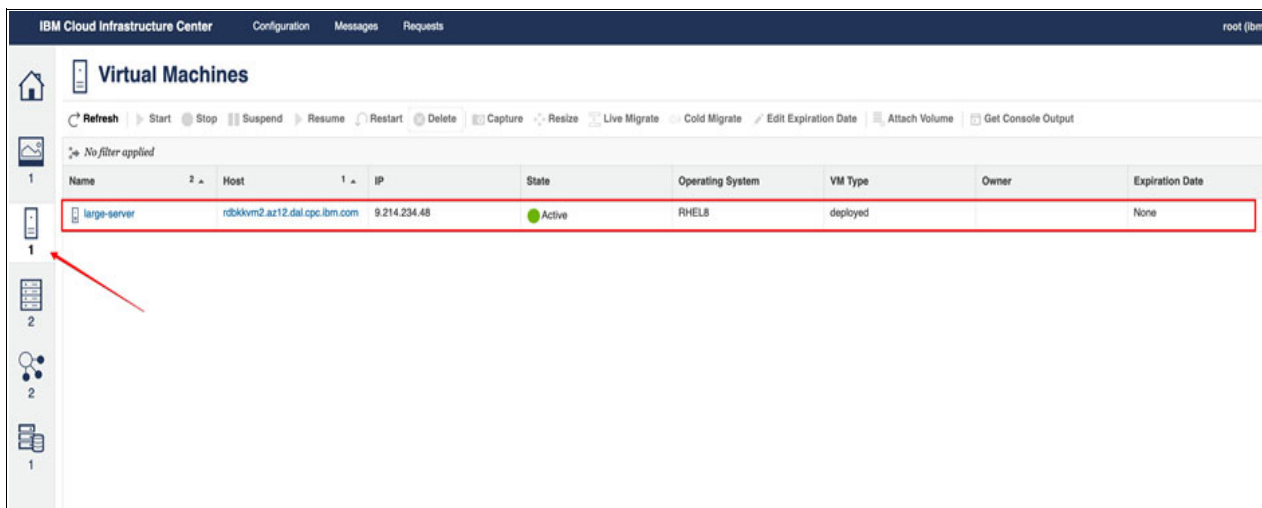 IBM Cloud Infrastructure Center Configuration Messages Requests root (ibm
Virtual Machines
Refresh Start Stop Suspend Resume Restart Delete Capture Resize Live Migrate Cold Migrate Edit Expiration Date Attach Volume Get Console Output
No filter applied
1
Name 2 Host 1 IP State Operating System VM Type Owner Expiration Date
large-server rdbkkvm2.az12.dal.cpc.ibm.com 9.214.234.48 Active RHEL8 deployed None
1
2
2
1